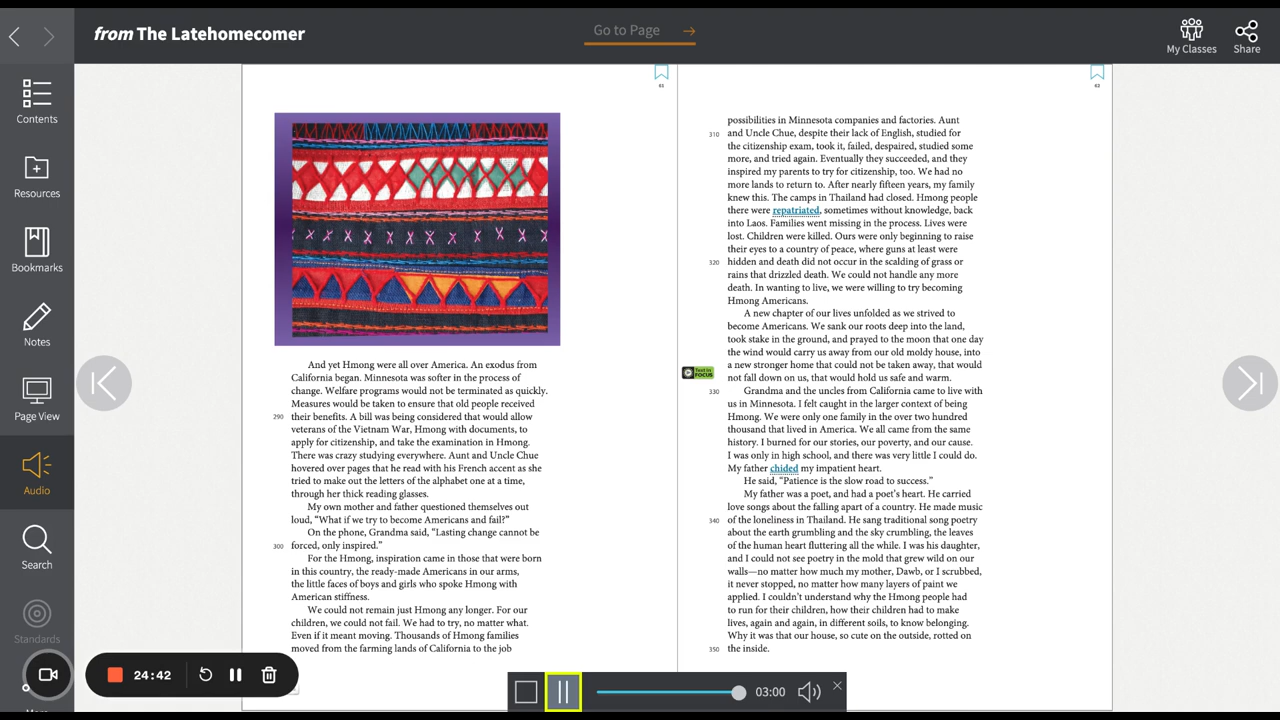 from The Latehomecomer
Go to Page
My Classes
Share
Contents
Resources
Bookmarks
Notes
Page View
Audio
Search
Standards
24:42
61
And yet Hmong were all over America. An exodus from
California began. Minnesota was softer in the process of
change. Welfare programs would not be terminated as quickly.
Measures would be taken to ensure that old people received
290 their benefits. A bill was being considered that would allow
veterans of the Vietnam War, Hmong with documents, to
apply for citizenship, and take the examination in Hmong.
There was crazy studying everywhere. Aunt and Uncle Chue
hovered over pages that he read with his French accent as she
tried to make out the letters of the alphabet one at a time,
through her thick reading glasses.
My own mother and father questioned themselves out
loud, “What if we try to become Americans and fail?”
On the phone, Grandma said, “Lasting change cannot be
300 forced, only inspired.”
For the Hmong, inspiration came in those that were born
in this country, the ready-made Americans in our arms,
the little faces of boys and girls who spoke Hmong with
American stiffness.
We could not remain just Hmong any longer. For our
children, we could not fail. We had to try, no matter what.
Even if it meant moving. Thousands of Hmong families
moved from the farming lands of California to the job
62
possibilities in Minnesota companies and factories. Aunt
310 and Uncle Chue, despite their lack of English, studied for
the citizenship exam, took it, failed, despaired, studied some
more, and tried again. Eventually they succeeded, and they
inspired my parents to try for citizenship, too. We had no
more lands to return to. After nearly fifteen years, my family
knew this. The camps in Thailand had closed. Hmong people
there were repatriated, sometimes without knowledge, back
into Laos. Families went missing in the process. Lives were
lost. Children were killed. Ours were only beginning to raise
their eyes to a country of peace, where guns at least were
320 hidden and death did not occur in the scalding of grass or
rains that drizzled death. We could not handle any more
death. In wanting to live, we were willing to try becoming
Hmong Americans.
A new chapter of our lives unfolded as we strived to
become Americans. We sank our roots deep into the land,
took stake in the ground, and prayed to the moon that one day
the wind would carry us away from our old moldy house, into
a new stronger home that could not be taken away, that would
not fall down on us, that would hold us safe and warm.
Text in FOCUS
330 Grandma and the uncles from California came to live with
us in Minnesota. I felt caught in the larger context of being
Hmong. We were only one family in the over two hundred
thousand that lived in America. We all came from the same
history. I burned for our stories, our poverty, and our cause.
I was only in high school, and there was very little I could do.
My father chided my impatient heart.
He said, “Patience is the slow road to success.”
My father was a poet, and had a poet’s heart. He carried
love songs about the falling apart of a country. He made music
340 of the loneliness in Thailand. He sang traditional song poetry
about the earth grumbling and the sky crumbling, the leaves
of the human heart fluttering all the while. I was his daughter,
and I could not see poetry in the mold that grew wild on our
walls—no matter how much my mother, Dawb, or I scrubbed,
it never stopped, no matter how many layers of paint we
applied. I couldn’t understand why the Hmong people had
to run for their children, how their children had to make
lives, again and again, in different soils, to know belonging.
Why it was that our house, so cute on the outside, rotted on
350 the inside.
03:00